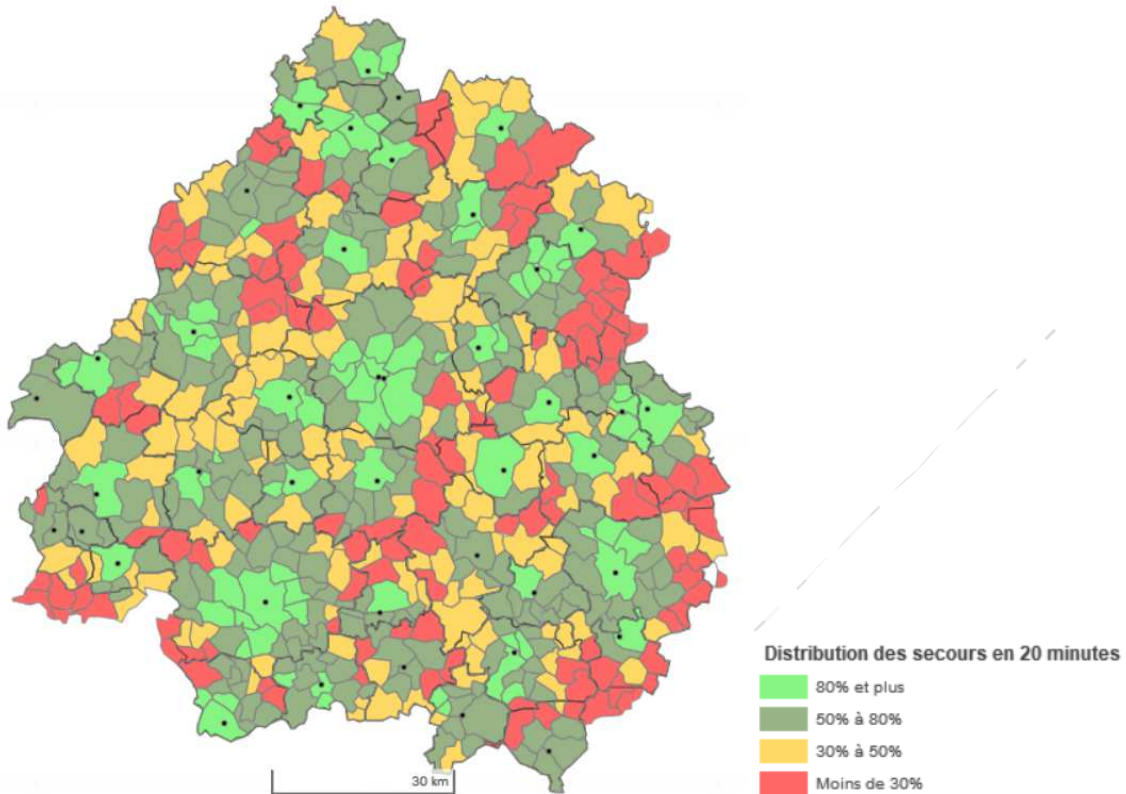 30 km
Distribution des secours en 20 minutes
80% et plus
50% à 80%
30% à 50%
Moins de 30%